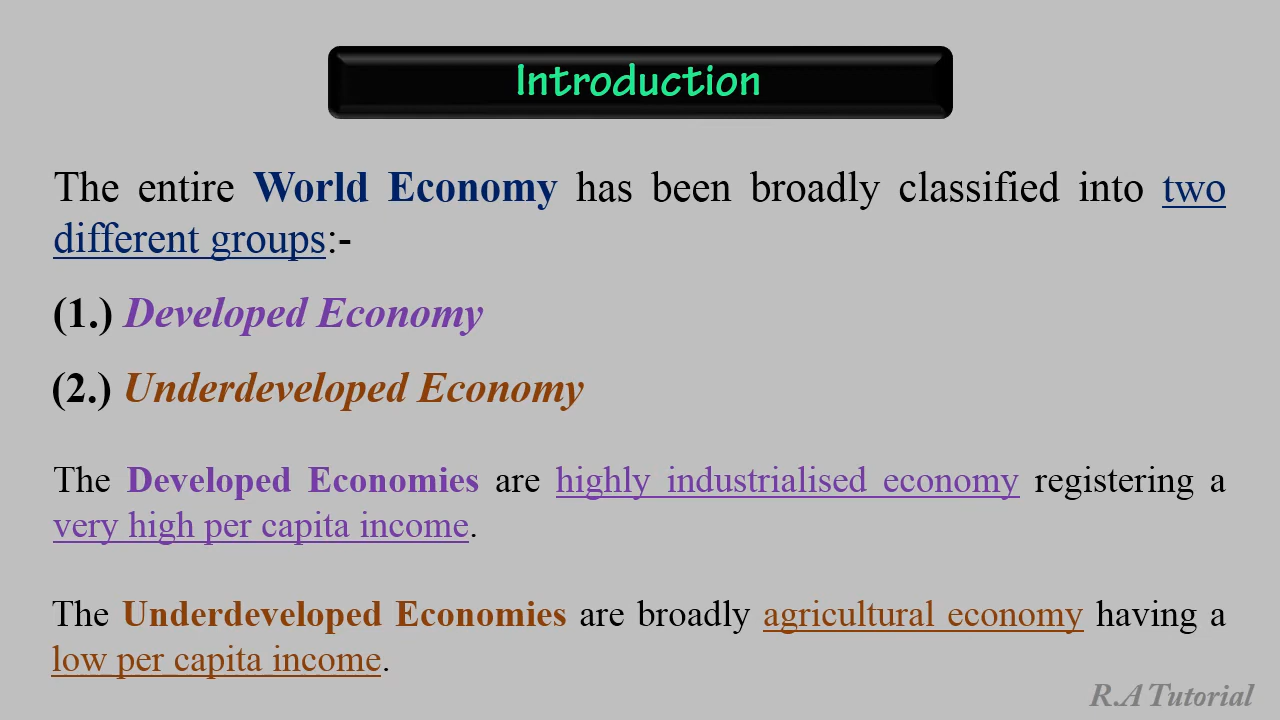 Introduction
The entire World Economy has been broadly classified into two
different groups:-
(1.) Developed Economy
(2.) Underdeveloped Economy
The Developed Economies are highly industrialised economy registering a
very high per capita income.
The Underdeveloped Economies are broadly agricultural economy having a
low per capita income.
R.A Tutorial